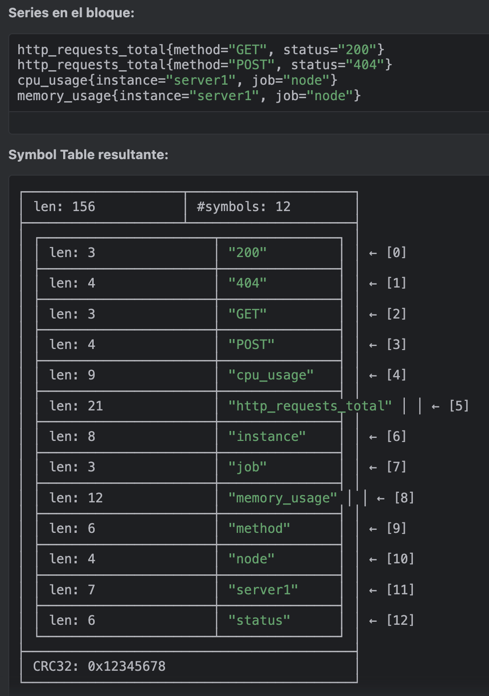 Series en el bloque:
http_requests_total{method="GET", status="200"}
http_requests_total{method="POST", status="404"}
cpu_usage{instance="server1", job="node"}
memory_usage{instance="server1", job="node"}
Symbol Table resultante:
len: 156 │ #symbols: 12
len: 3 │ "200" │ ← [0]
len: 4 │ "404" │ ← [1]
len: 3 │ "GET" │ ← [2]
len: 4 │ "POST" │ ← [3]
len: 9 │ "cpu_usage" │ ← [4]
len: 21 │ "http_requests_total" │ │ ← [5]
len: 8 │ "instance" │ ← [6]
len: 3 │ "job" │ ← [7]
len: 12 │ "memory_usage" │ │ ← [8]
len: 6 │ "method" │ ← [9]
len: 4 │ "node" │ ← [10]
len: 7 │ "server1" │ ← [11]
len: 6 │ "status" │ ← [12]
CRC32: 0x12345678